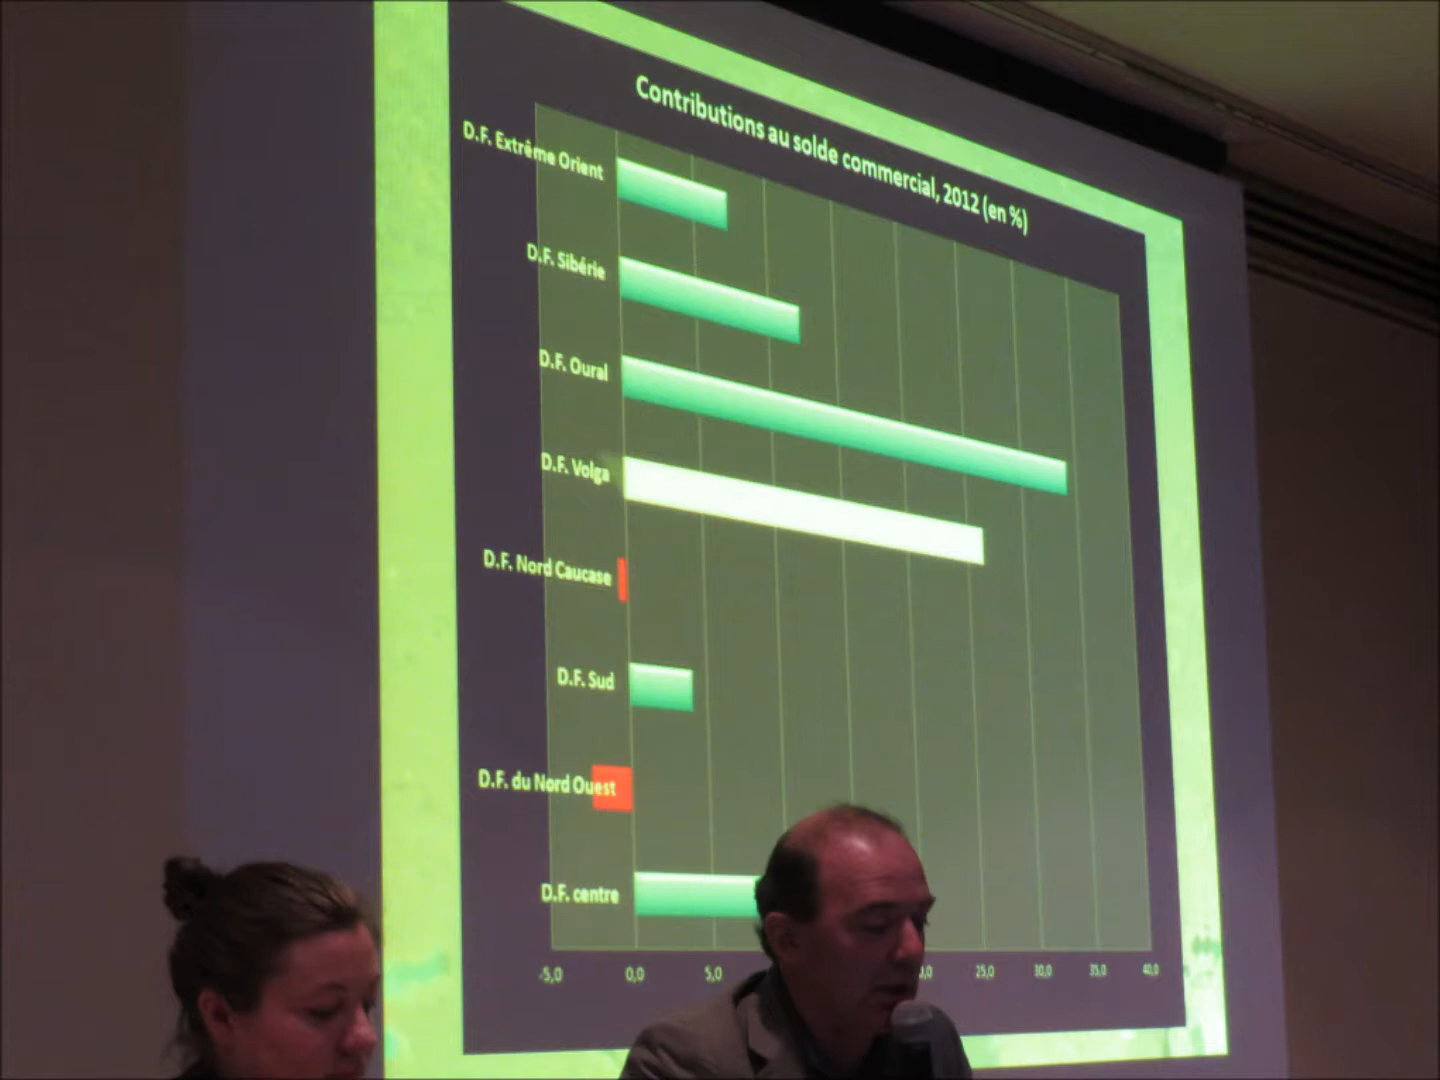 Contributions au solde commercial, 2012 (en %)
D.F. Extrême Orient
D.F. Sibérie
D.F. Oural
D.F. Volga
D.F. Nord Caucase
D.F. Sud
D.F. du Nord Ouest
D.F. centre
-5,0 0,0 5,0 25,0 30,0 35,0 40,0